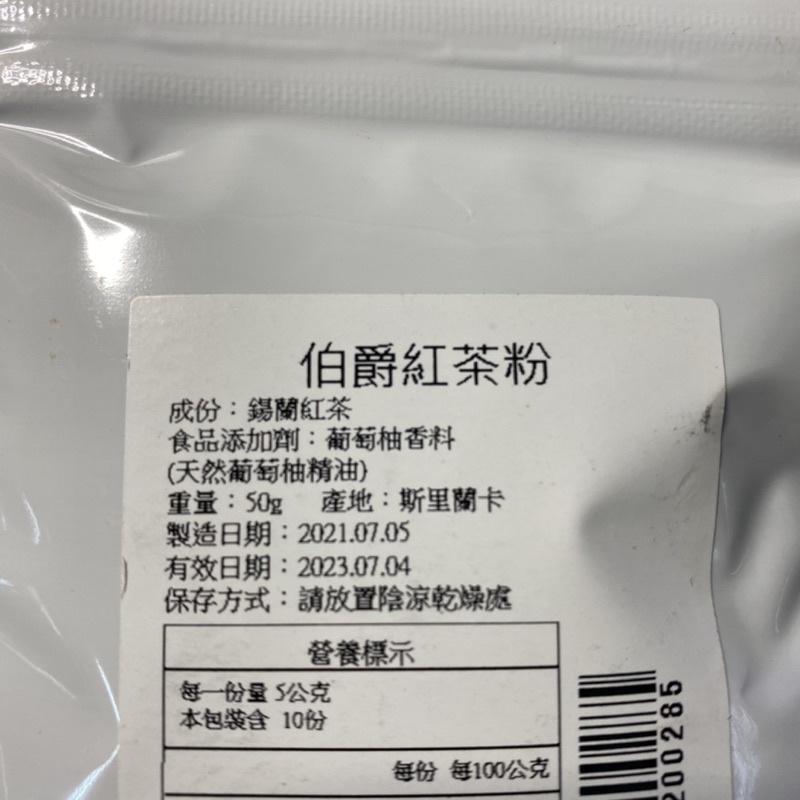 伯爵紅茶粉
成份：錫蘭紅茶
食品添加劑：葡萄柚香料
(天然葡萄柚精油)
重量：50g 產地：斯里蘭卡
製造日期：2021.07.05
有效日期：2023.07.04
保存方式：請放置陰涼乾燥處
營養標示
每一份量 5公克
本包裝含 10份
每份 每100公克
200285